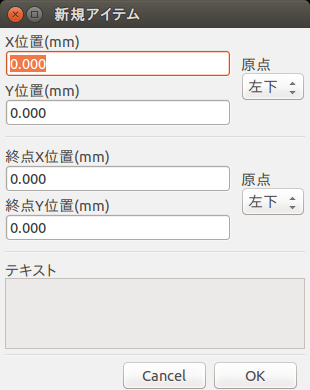 新規アイテム
X位置(mm)
0.000
原点
左下
Y位置(mm)
0.000
終点X位置(mm)
0.000
原点
左下
終点Y位置(mm)
0.000
テキスト
Cancel
OK